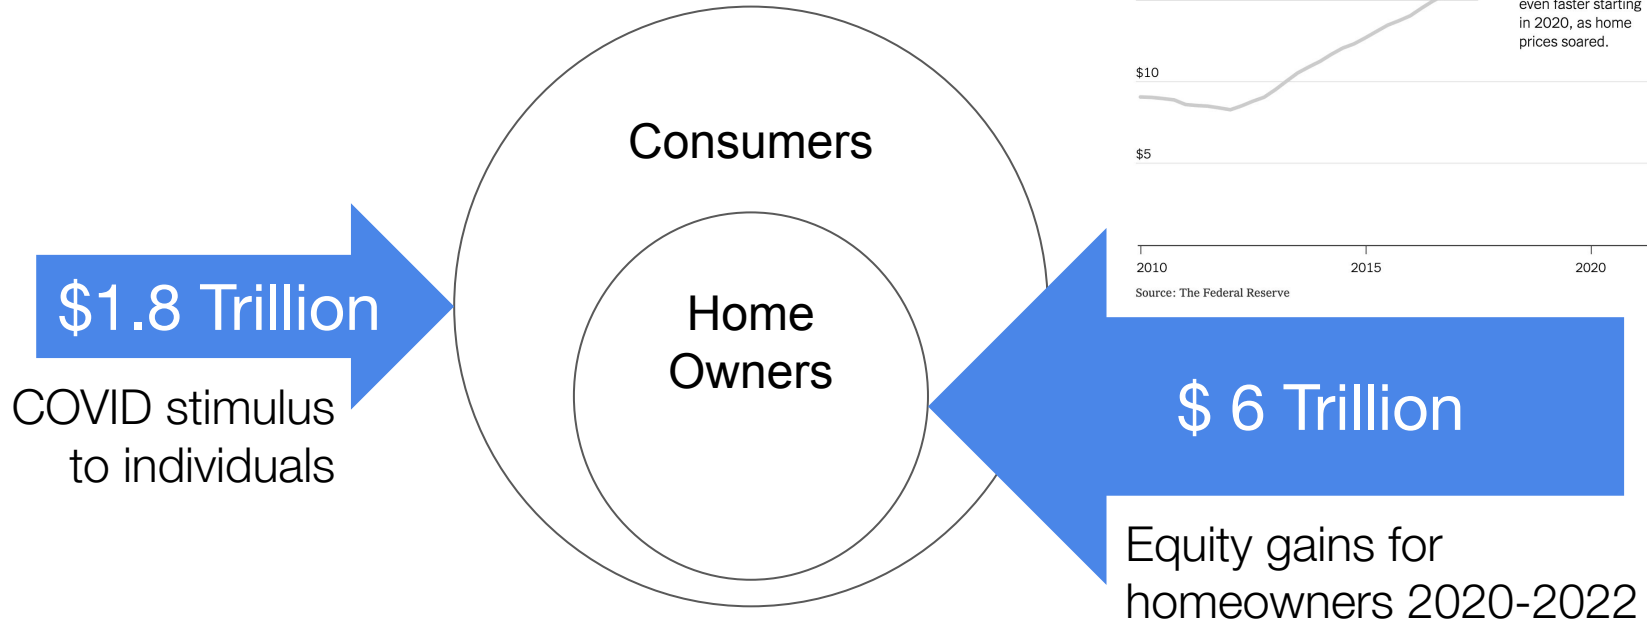 even faster starting
in 2020, as home
prices soared.
$10
$5
2010 2015 2020
Source: The Federal Reserve
Consumers
Home
Owners
$1.8 Trillion
COVID stimulus
to individuals
$ 6 Trillion
Equity gains for
homeowners 2020-2022